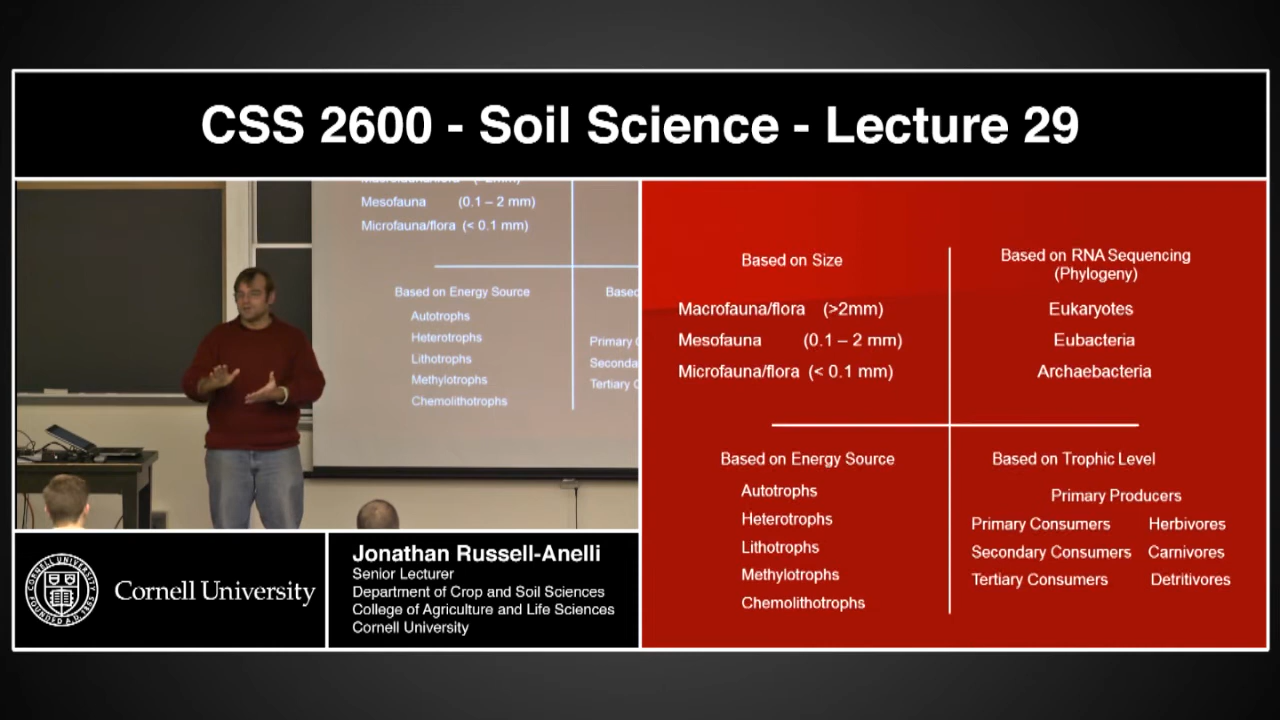 CSS 2600 - Soil Science - Lecture 29
Mesofauna (0.1 – 2 mm)
Microfauna/flora (< 0.1 mm)
Based on Energy Source
Autotrophs
Heterotrophs
Lithotrophs
Methylotrophs
Chemolithotrophs
Primary
Tertiary
Based on Size
Macrofauna/flora (>2mm)
Mesofauna (0.1 – 2 mm)
Microfauna/flora (< 0.1 mm)
Based on RNA Sequencing
(Phylogeny)
Eukaryotes
Eubacteria
Archaebacteria
Based on Energy Source
Autotrophs
Heterotrophs
Lithotrophs
Methylotrophs
Chemolithotrophs
Based on Trophic Level
Primary Producers
Primary Consumers Herbivores
Secondary Consumers Carnivores
Tertiary Consumers Detritivores
CORNELL UNIVERSITY
FOUNDED A.D. 1865
Cornell University
Jonathan Russell-Anelli
Senior Lecturer
Department of Crop and Soil Sciences
College of Agriculture and Life Sciences
Cornell University